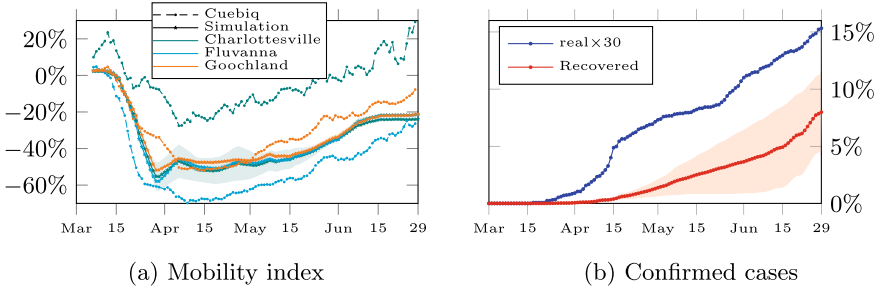 Cuebiq
Simulation
Charlottesville
Fluvanna
Goochland
20%
0%
−20%
−40%
−60%
Mar 15 Apr 15 May 15 Jun 15 29
(a) Mobility index
real×30
Recovered
15%
10%
5%
0%
Mar 15 Apr 15 May 15 Jun 15 29
(b) Confirmed cases